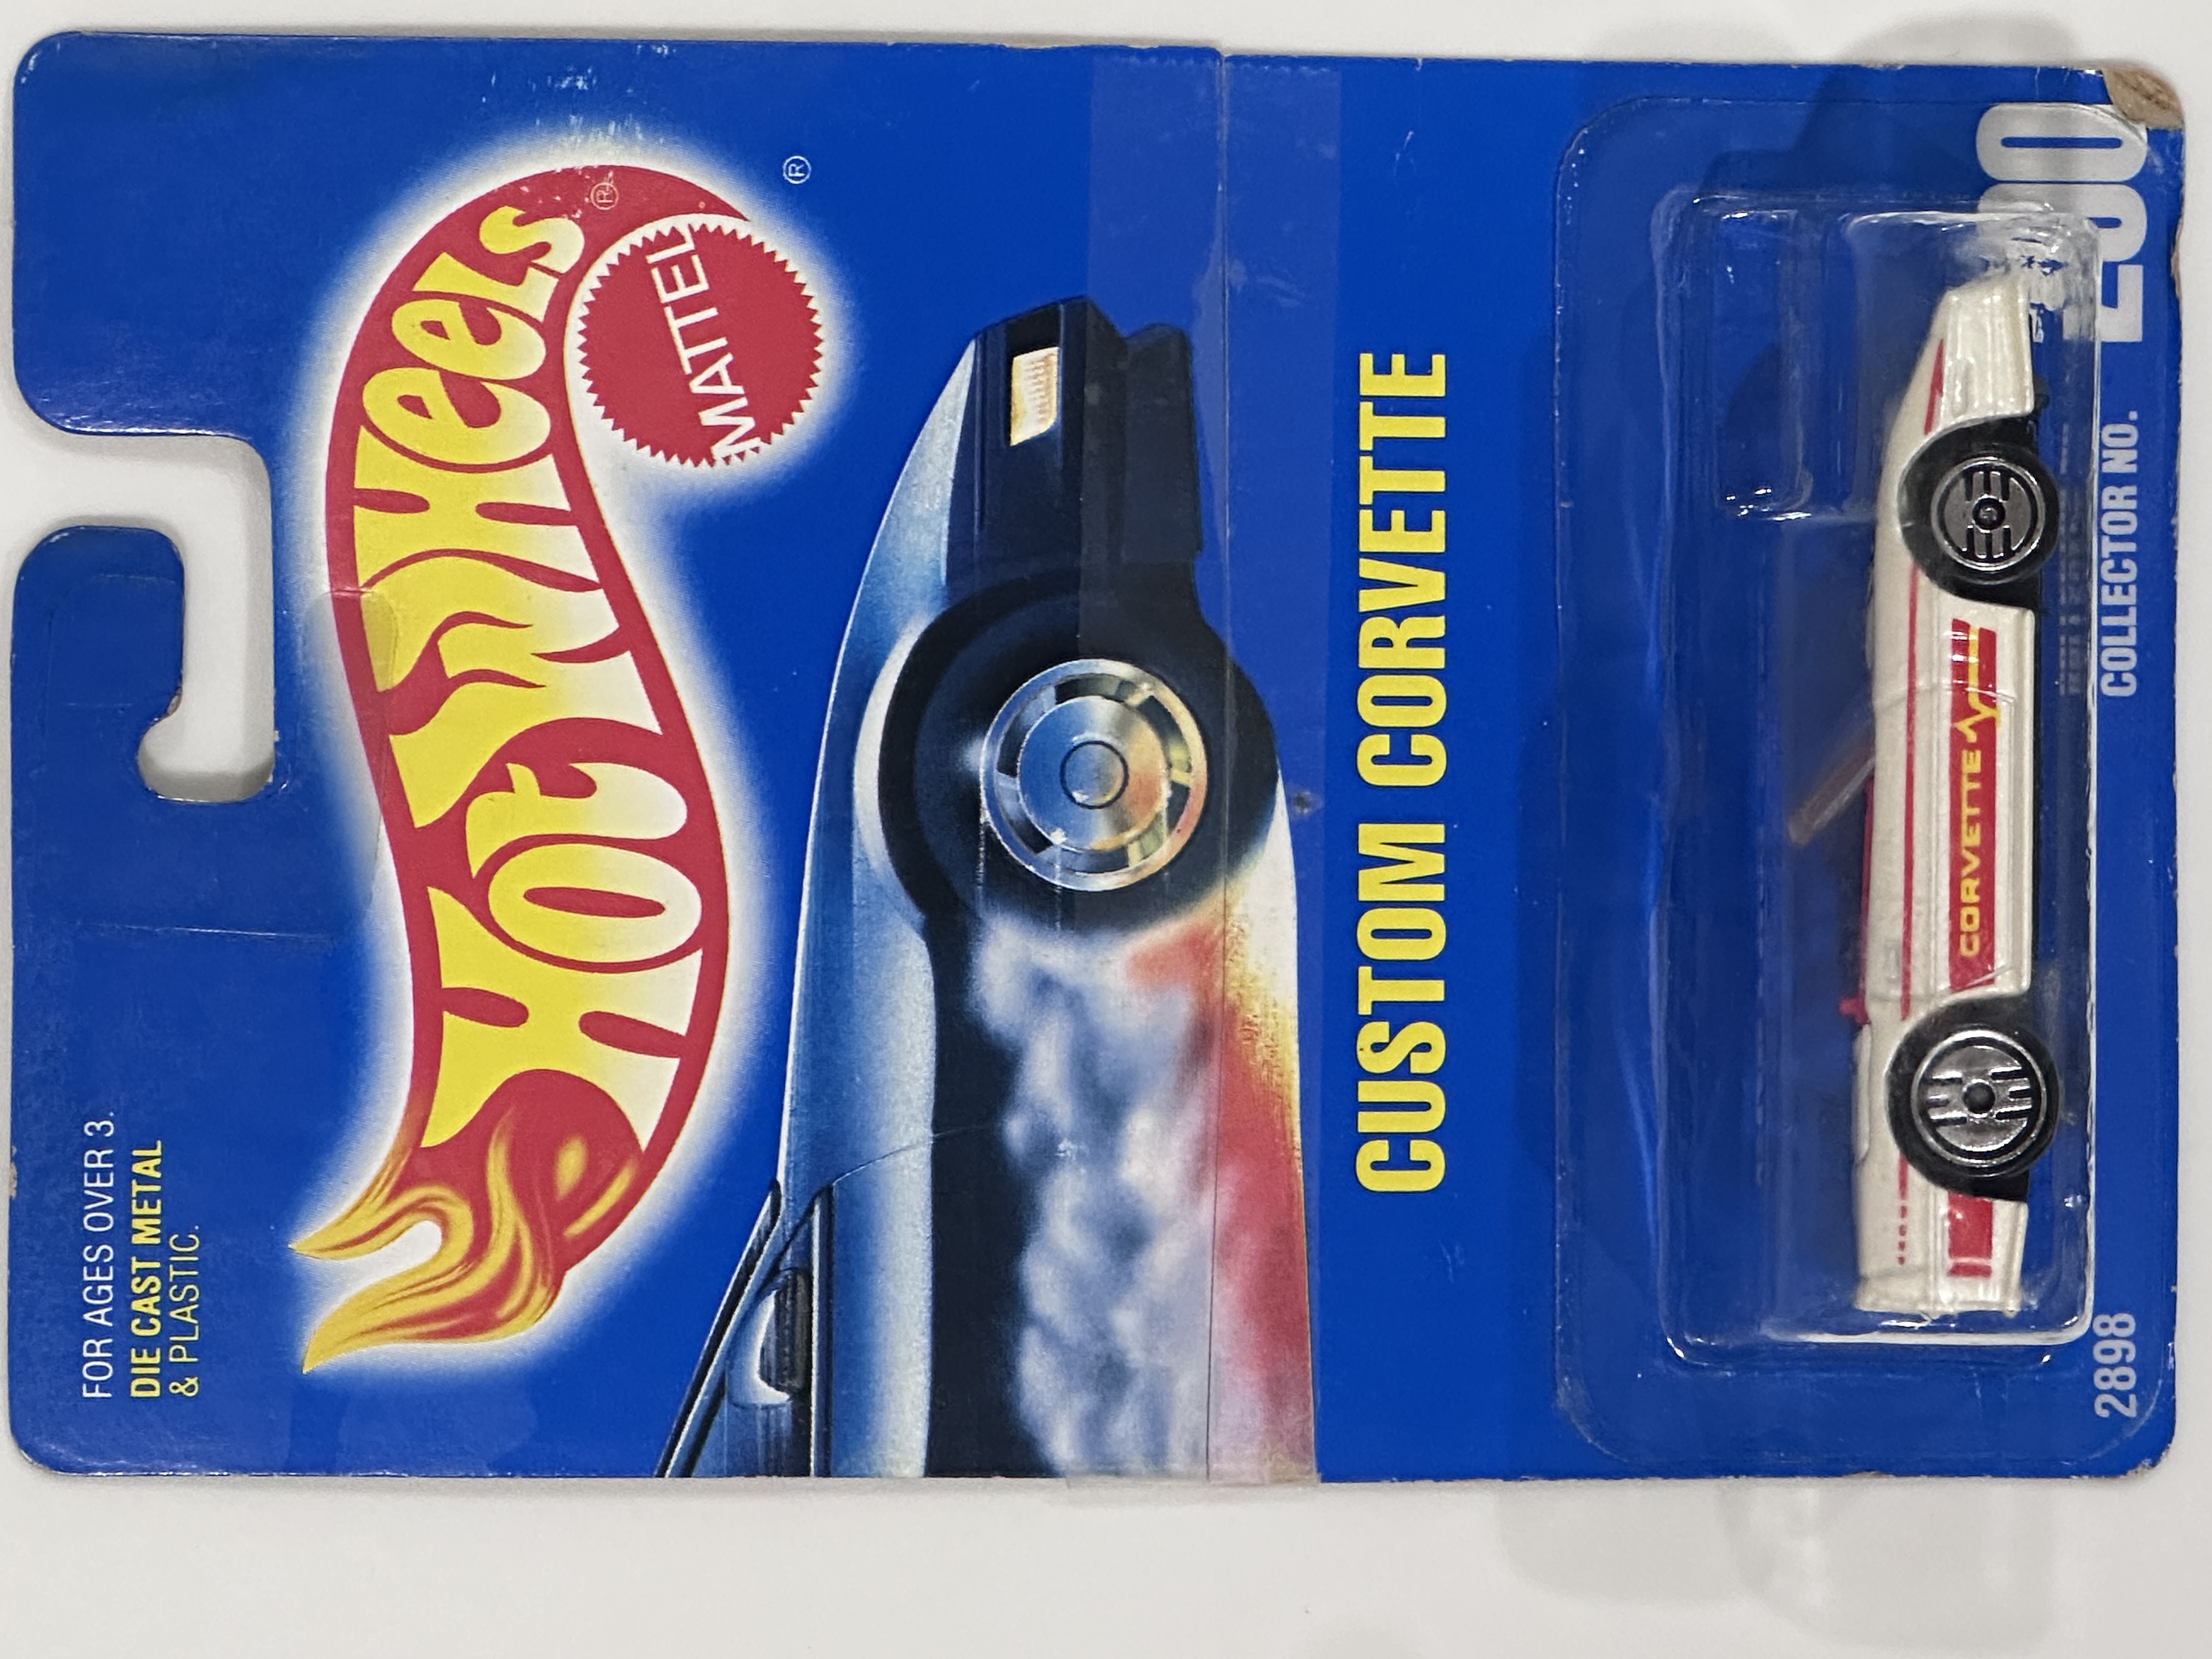 FOR AGES OVER 3.
DIE CAST METAL
& PLASTIC.
Hot Wheels ®
MATTEL
®
CUSTOM CORVETTE
CORVETTE
2898
COLLECTOR NO.